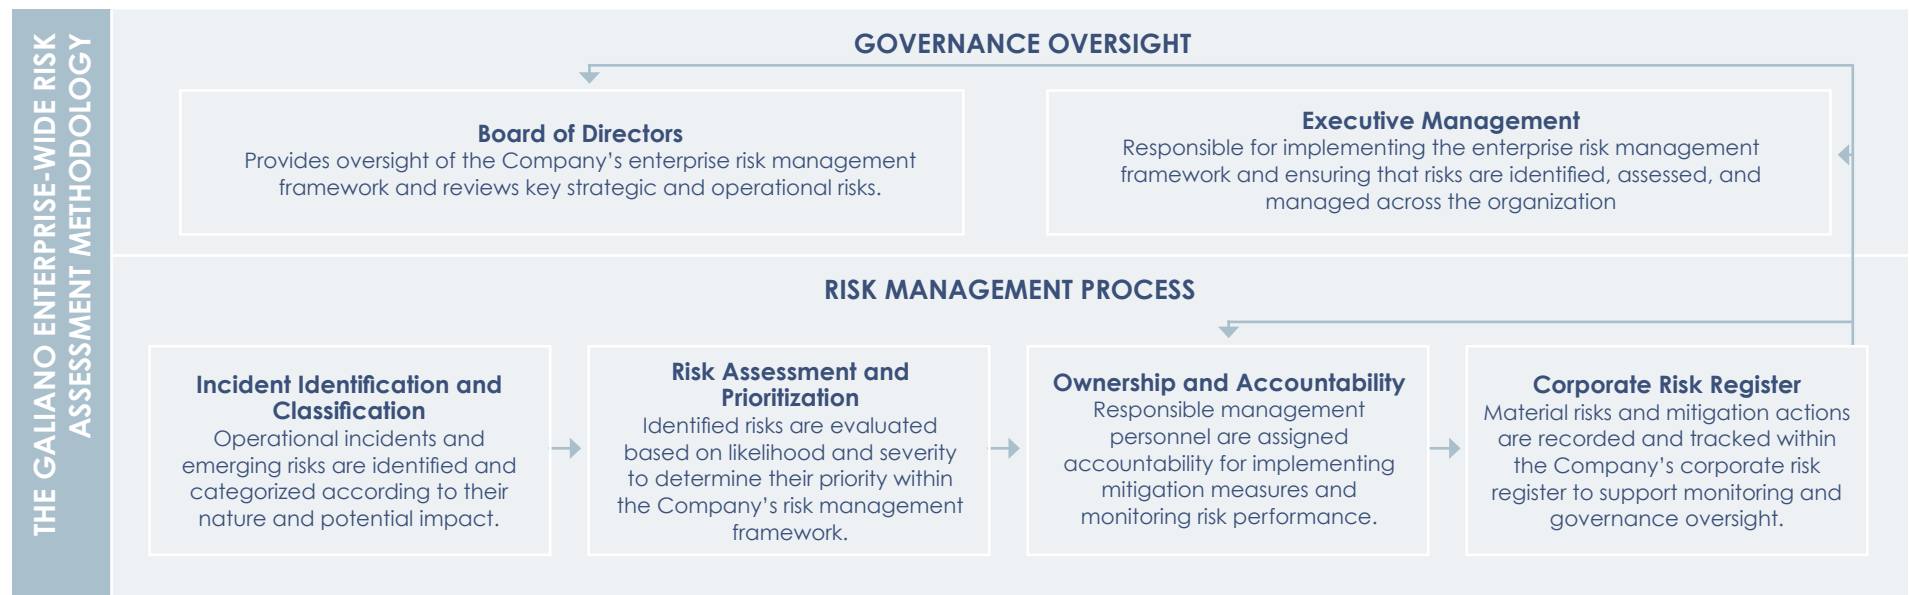 THE GALIANO ENTERPRISE-WIDE RISK
ASSESSMENT METHODOLOGY
GOVERNANCE OVERSIGHT
Board of Directors
Provides oversight of the Company’s enterprise risk management
framework and reviews key strategic and operational risks.
Executive Management
Responsible for implementing the enterprise risk management
framework and ensuring that risks are identified, assessed, and
managed across the organization
RISK MANAGEMENT PROCESS
Incident Identification and
Classification
Operational incidents and
emerging risks are identified and
categorized according to their
nature and potential impact.
Risk Assessment and
Prioritization
Identified risks are evaluated
based on likelihood and severity
to determine their priority within
the Company’s risk management
framework.
Ownership and Accountability
Responsible management
personnel are assigned
accountability for implementing
mitigation measures and
monitoring risk performance.
Corporate Risk Register
Material risks and mitigation actions
are recorded and tracked within
the Company’s corporate risk
register to support monitoring and
governance oversight.